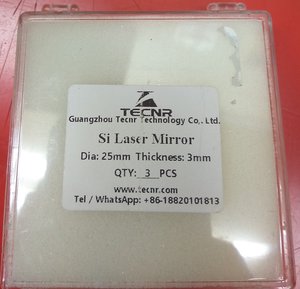 TECNR
Guangzhou Tecnr Technology Co,. Ltd.
Si Laser Mirror
Dia: 25mm Thickness: 3mm
QTY: 3 PCS
www.tecnr.com
Tel / WhatsApp: +86-18820101813